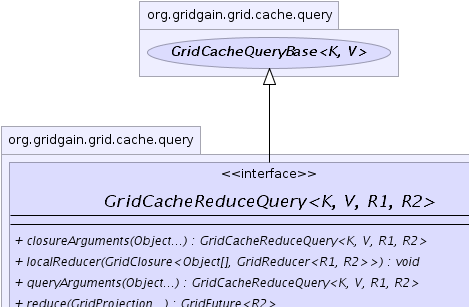 org.gridgain.grid.cache.query
GridCacheQueryBase<K, V>
org.gridgain.grid.cache.query
<<interface>>
GridCacheReduceQuery<K, V, R1, R2>
+ closureArguments(Object...) : GridCacheReduceQuery<K, V, R1, R2>
+ localReducer(GridClosure<Object[], GridReducer<R1, R2>>) : void
+ queryArguments(Object...) : GridCacheReduceQuery<K, V, R1, R2>
+ reduce(GridProjection...) : GridFuture<R2>